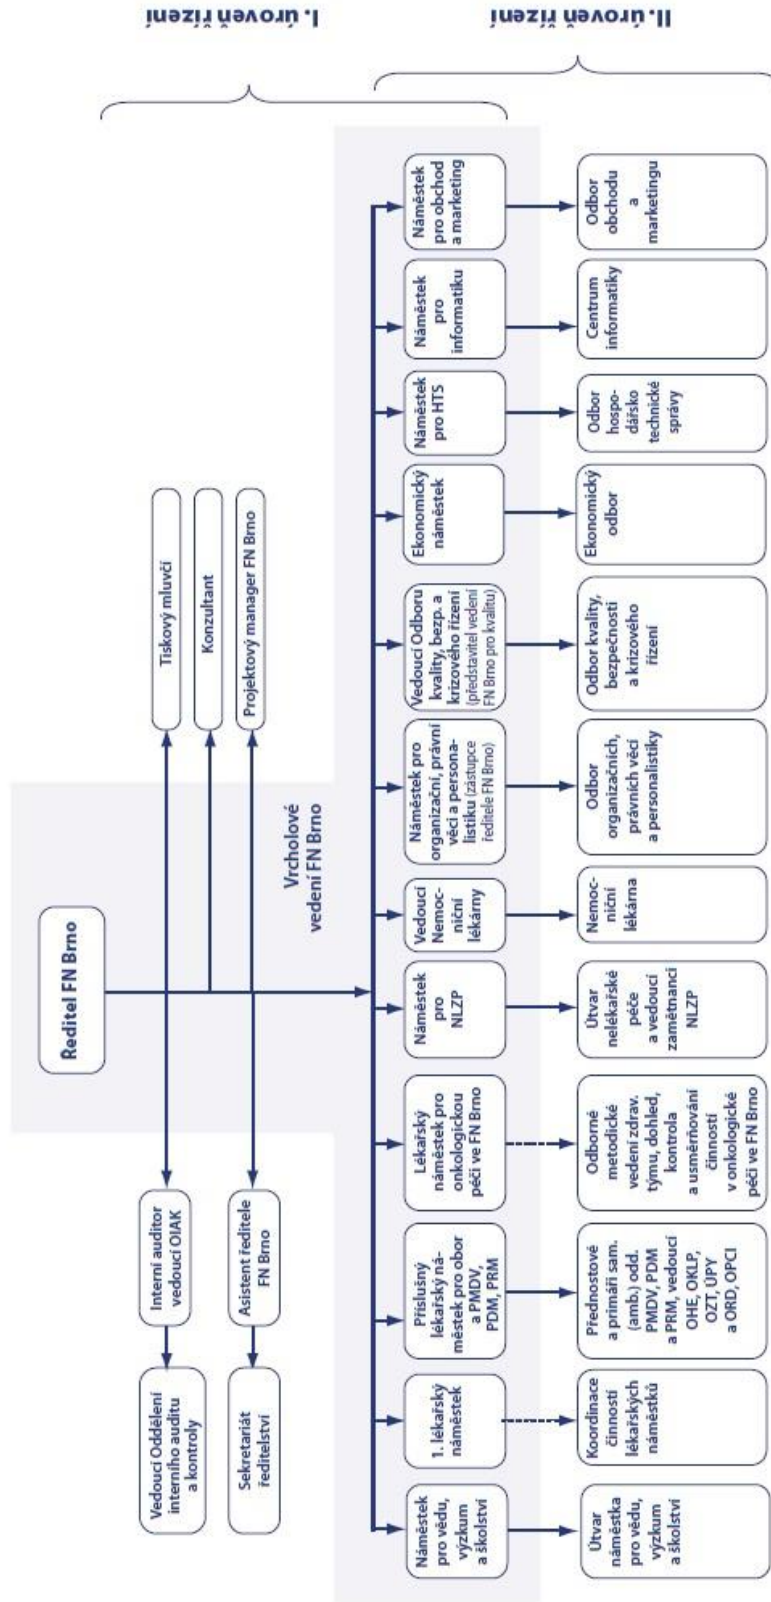 I. úroveň řízení
II. úroveň řízení
Ředitel FN Brno
Vrcholové
vedení FN Brno
Tiskový mluvčí
Konzultant
Projektový manager FN Brno
Interní auditor
vedoucí OIAK
Asistent ředitele
FN Brno
Vedoucí Oddělení
interního auditu
a kontroly
Sekretariát
ředitelství
Náměstek
pro vědu,
výzkum
a školství
1. lékařský
náměstek
Příslušný
lékařský ná-
městek pro obor
a PMDV,
PDM, PRM
Lékařský
náměstek pro
onkologickou
péči ve FN Brno
Náměstek
pro
NLZP
Vedoucí
Nemoc-
niční
lékárny
Náměstek pro
organizační, právní
věci a persona-
listiku (zástupce
ředitele FN Brno)
Vedoucí Odboru
kvality, bezp. a
krizového řízení
(představitel vedení
FN Brno pro kvalitu)
Ekonomický
náměstek
Náměstek
pro HTS
Náměstek
pro
informatiku
Náměstek
pro obchod
a marketing
Útvar
náměstka
pro vědu,
výzkum
a školství
Koordinace
činností
lékařských
náměstků
Přednostové
a primáři sam.
(amb.) odd.
PMDV, PDM
a PRM, vedoucí
OHE, OKLP,
OZT, ÚPY
a ORD, OPCI
Odborné
metodické
vedení zdrav.
týmu, dohled,
kontrola
a usměrňování
činností
v onkologické
péči ve FN Brno
Útvar
nelékařské
péče
a vedoucí
zamětnanci
NLZP
Nemoc-
niční
lékárna
Odbor
organizačních,
právních věcí
a personalistiky
Odbor kvality,
bezpečnosti
a krizového
řízení
Ekonomický
odbor
Odbor
hospo-
dářsko
technické
správy
Centrum
informatiky
Odbor
obchodu
a
marketingu